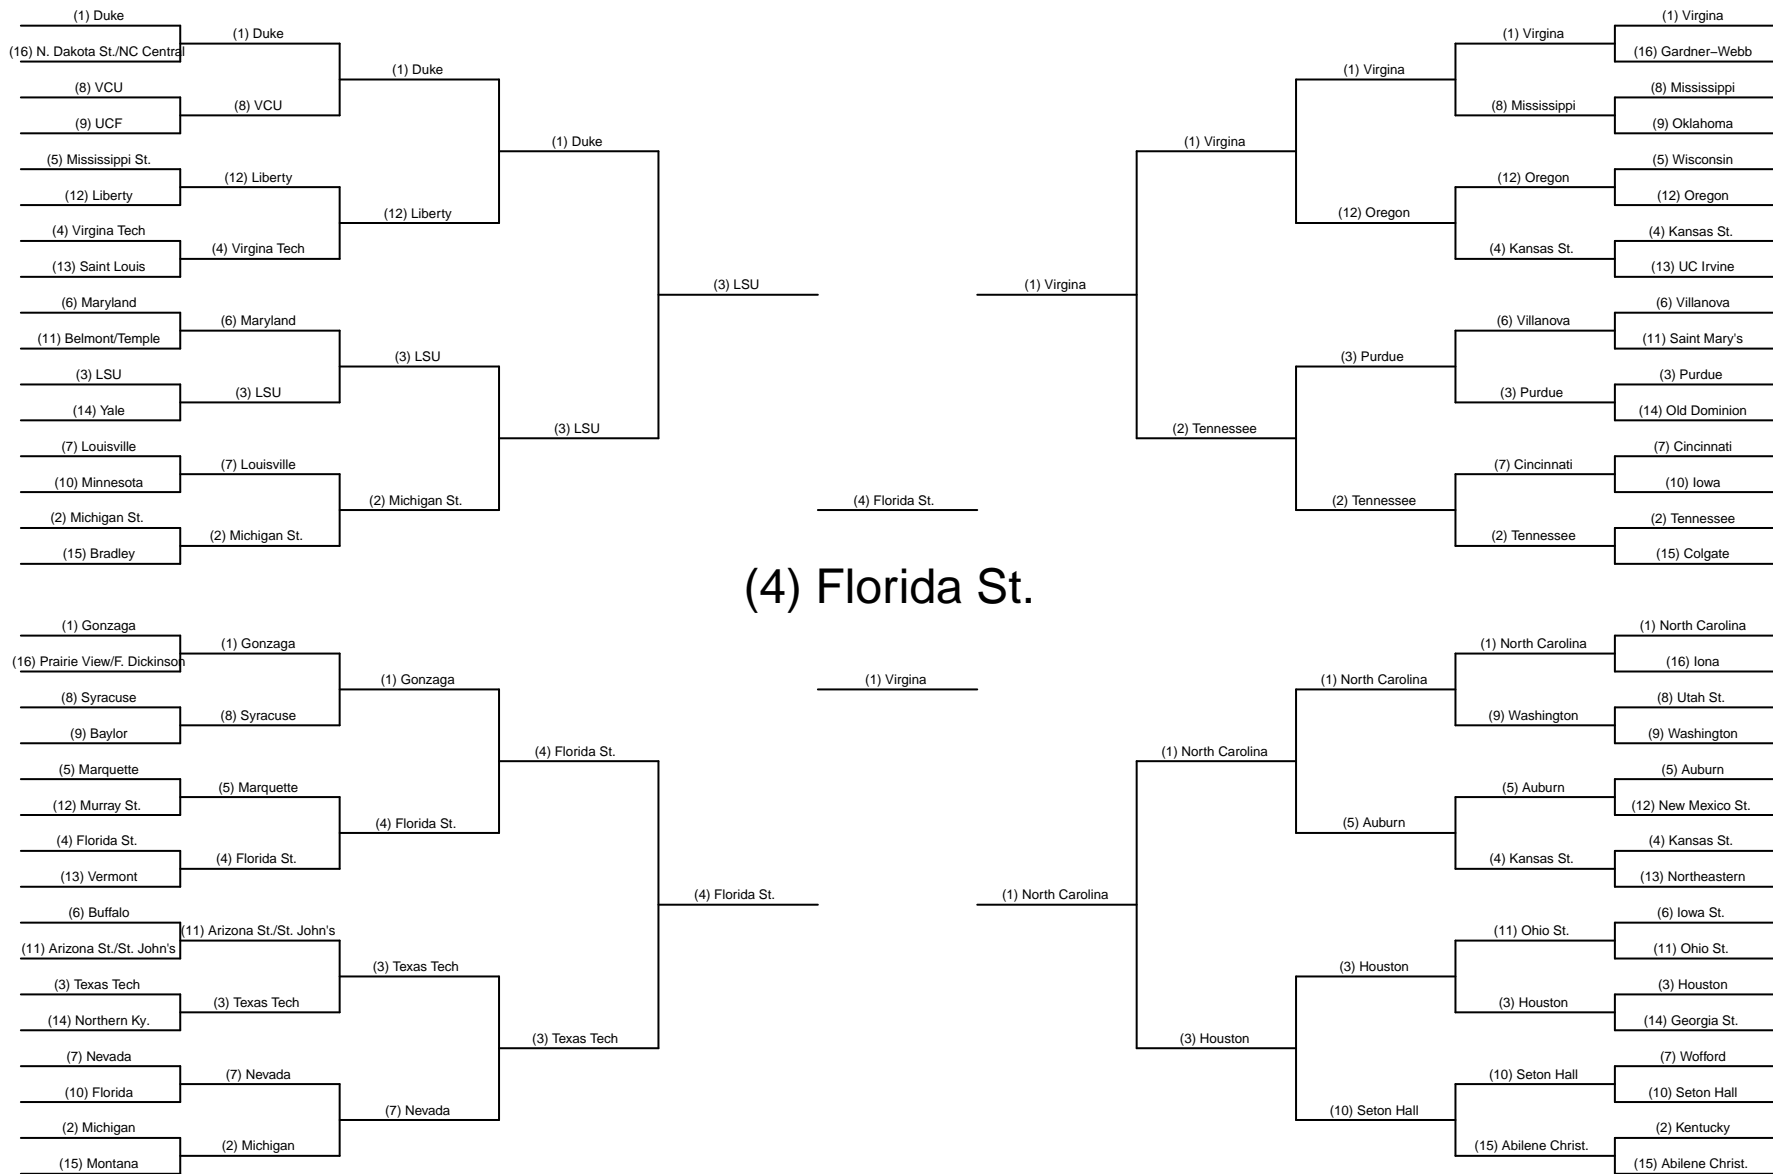 (1) Duke
(16) N. Dakota St./NC Central
(8) VCU
(9) UCF
(5) Mississippi St.
(12) Liberty
(4) Virgina Tech
(13) Saint Louis
(6) Maryland
(11) Belmont/Temple
(3) LSU
(14) Yale
(7) Louisville
(10) Minnesota
(2) Michigan St.
(15) Bradley
(1) Duke
(8) VCU
(12) Liberty
(4) Virgina Tech
(6) Maryland
(3) LSU
(7) Louisville
(2) Michigan St.
(1) Duke
(12) Liberty
(3) LSU
(2) Michigan St.
(1) Duke
(3) LSU
(3) LSU
(4) Florida St.
(1) Virgina
(1) Virgina
(2) Tennessee
(1) Virgina
(12) Oregon
(3) Purdue
(2) Tennessee
(1) Virgina
(8) Mississippi
(12) Oregon
(4) Kansas St.
(6) Villanova
(3) Purdue
(7) Cincinnati
(2) Tennessee
(1) Virgina
(16) Gardner–Webb
(8) Mississippi
(9) Oklahoma
(5) Wisconsin
(12) Oregon
(4) Kansas St.
(13) UC Irvine
(6) Villanova
(11) Saint Mary's
(3) Purdue
(14) Old Dominion
(7) Cincinnati
(10) Iowa
(2) Tennessee
(15) Colgate
(4) Florida St.
(1) Gonzaga
(16) Prairie View/F. Dickinson
(8) Syracuse
(9) Baylor
(5) Marquette
(12) Murray St.
(4) Florida St.
(13) Vermont
(6) Buffalo
(11) Arizona St./St. John's
(3) Texas Tech
(14) Northern Ky.
(7) Nevada
(10) Florida
(2) Michigan
(15) Montana
(1) Gonzaga
(8) Syracuse
(5) Marquette
(4) Florida St.
(11) Arizona St./St. John's
(3) Texas Tech
(7) Nevada
(2) Michigan
(1) Gonzaga
(4) Florida St.
(3) Texas Tech
(7) Nevada
(4) Florida St.
(3) Texas Tech
(4) Florida St.
(1) Virgina
(1) North Carolina
(1) North Carolina
(3) Houston
(1) North Carolina
(5) Auburn
(3) Houston
(10) Seton Hall
(1) North Carolina
(9) Washington
(5) Auburn
(4) Kansas St.
(11) Ohio St.
(3) Houston
(10) Seton Hall
(15) Abilene Christ.
(1) North Carolina
(16) Iona
(8) Utah St.
(9) Washington
(5) Auburn
(12) New Mexico St.
(4) Kansas St.
(13) Northeastern
(6) Iowa St.
(11) Ohio St.
(3) Houston
(14) Georgia St.
(7) Wofford
(10) Seton Hall
(2) Kentucky
(15) Abilene Christ.